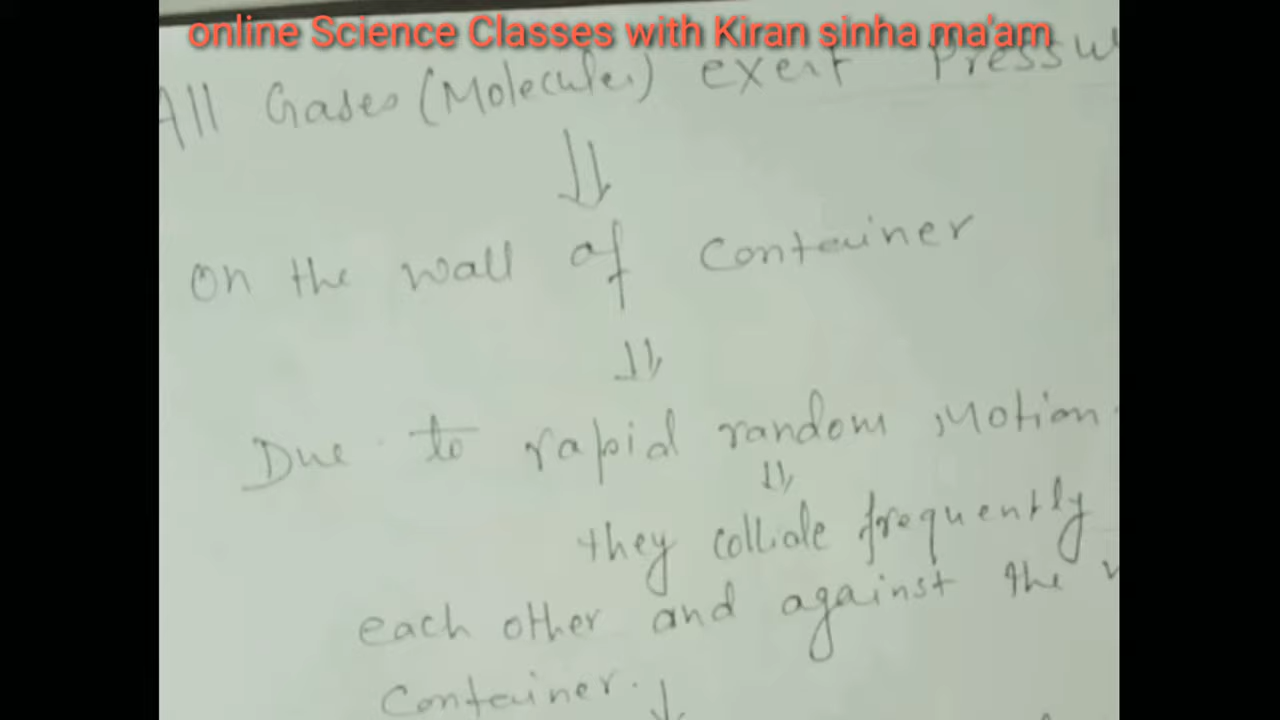 online Science Classes with Kiran sinha ma'am
All Gases (Molecules) exert Pressu
On the wall of Container
Due to rapid random Motion
they collide frequently
each other and against the
Container.